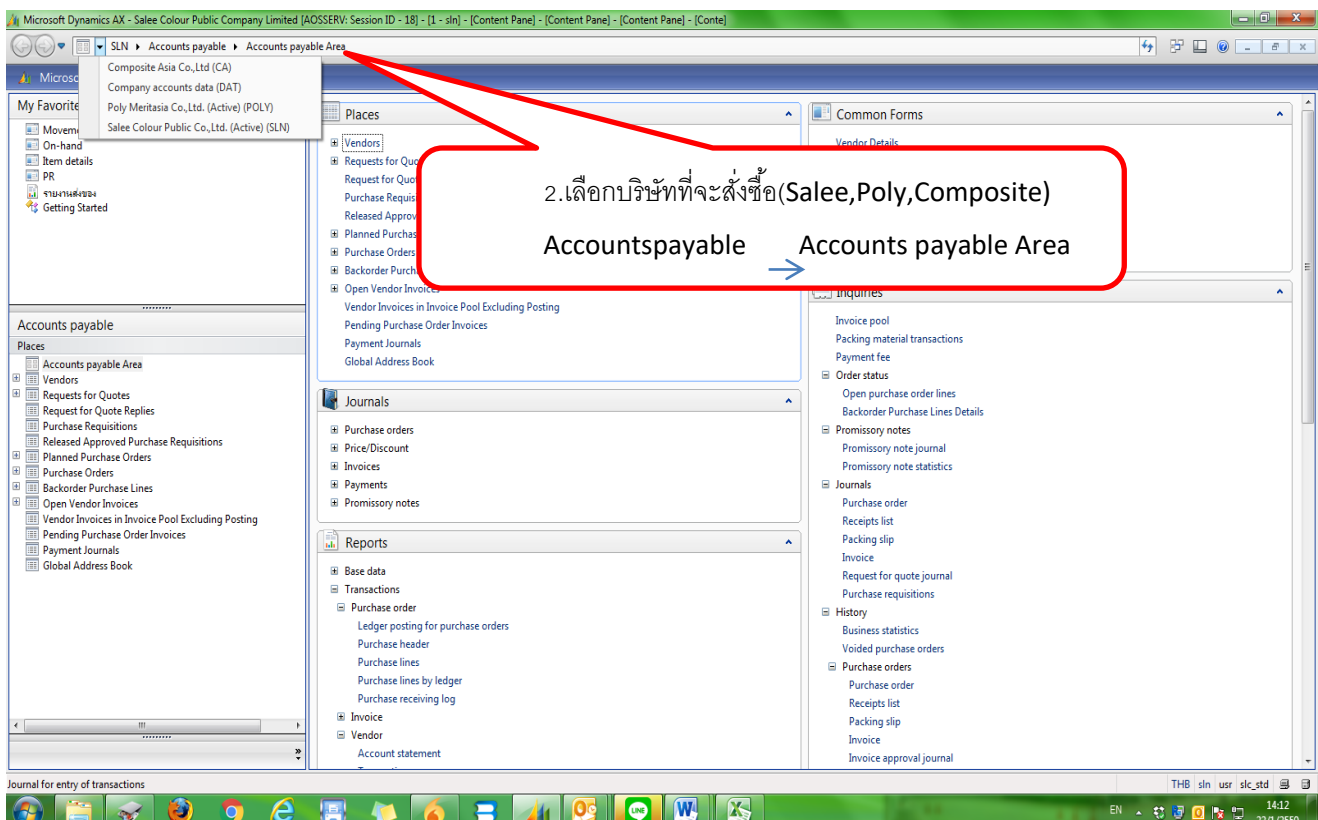 Microsoft Dynamics AX - Salee Colour Public Company Limited [AOSSERV: Session ID - 18] - [1 - sln] - [Content Pane] - [Content Pane] - [Content Pane] - [Conte]
SLN ▸ Accounts payable ▸ Accounts payable Area
Composite Asia Co.,Ltd (CA)
Company accounts data (DAT)
Poly Meritasia Co.,Ltd. (Active) (POLY)
Salee Colour Public Co.,Ltd. (Active) (SLN)
My Favorite
On-hand
Item details
PR
รายงานส่งของ
Getting Started
Accounts payable
Places
Accounts payable Area
Vendors
Requests for Quotes
Request for Quote Replies
Purchase Requisitions
Released Approved Purchase Requisitions
Planned Purchase Orders
Purchase Orders
Backorder Purchase Lines
Open Vendor Invoices
Vendor Invoices in Invoice Pool Excluding Posting
Pending Purchase Order Invoices
Payment Journals
Global Address Book
Places
Vendors
Requests for Quo
Request for Quo
Purchase Requis
Released Approv
Planned Purchas
Purchase Orders
Backorder Purch
Open Vendor Invoices
Vendor Invoices in Invoice Pool Excluding Posting
Pending Purchase Order Invoices
Payment Journals
Global Address Book
2.เลือกบริษัทที่จะสั่งซื้อ(Salee,Poly,Composite)
Accountspayable → Accounts payable Area
Journals
Purchase orders
Price/Discount
Invoices
Payments
Promissory notes
Reports
Base data
Transactions
Purchase order
Ledger posting for purchase orders
Purchase header
Purchase lines
Purchase lines by ledger
Purchase receiving log
Invoice
Vendor
Account statement
Common Forms
Vendor Details
Inquiries
Invoice pool
Packing material transactions
Payment fee
Order status
Open purchase order lines
Backorder Purchase Lines Details
Promissory notes
Promissory note journal
Promissory note statistics
Journals
Purchase order
Receipts list
Packing slip
Invoice
Request for quote journal
Purchase requisitions
History
Business statistics
Voided purchase orders
Purchase orders
Purchase order
Receipts list
Packing slip
Invoice
Invoice approval journal
Journal for entry of transactions
THB sln usr slc_std
EN
14:12